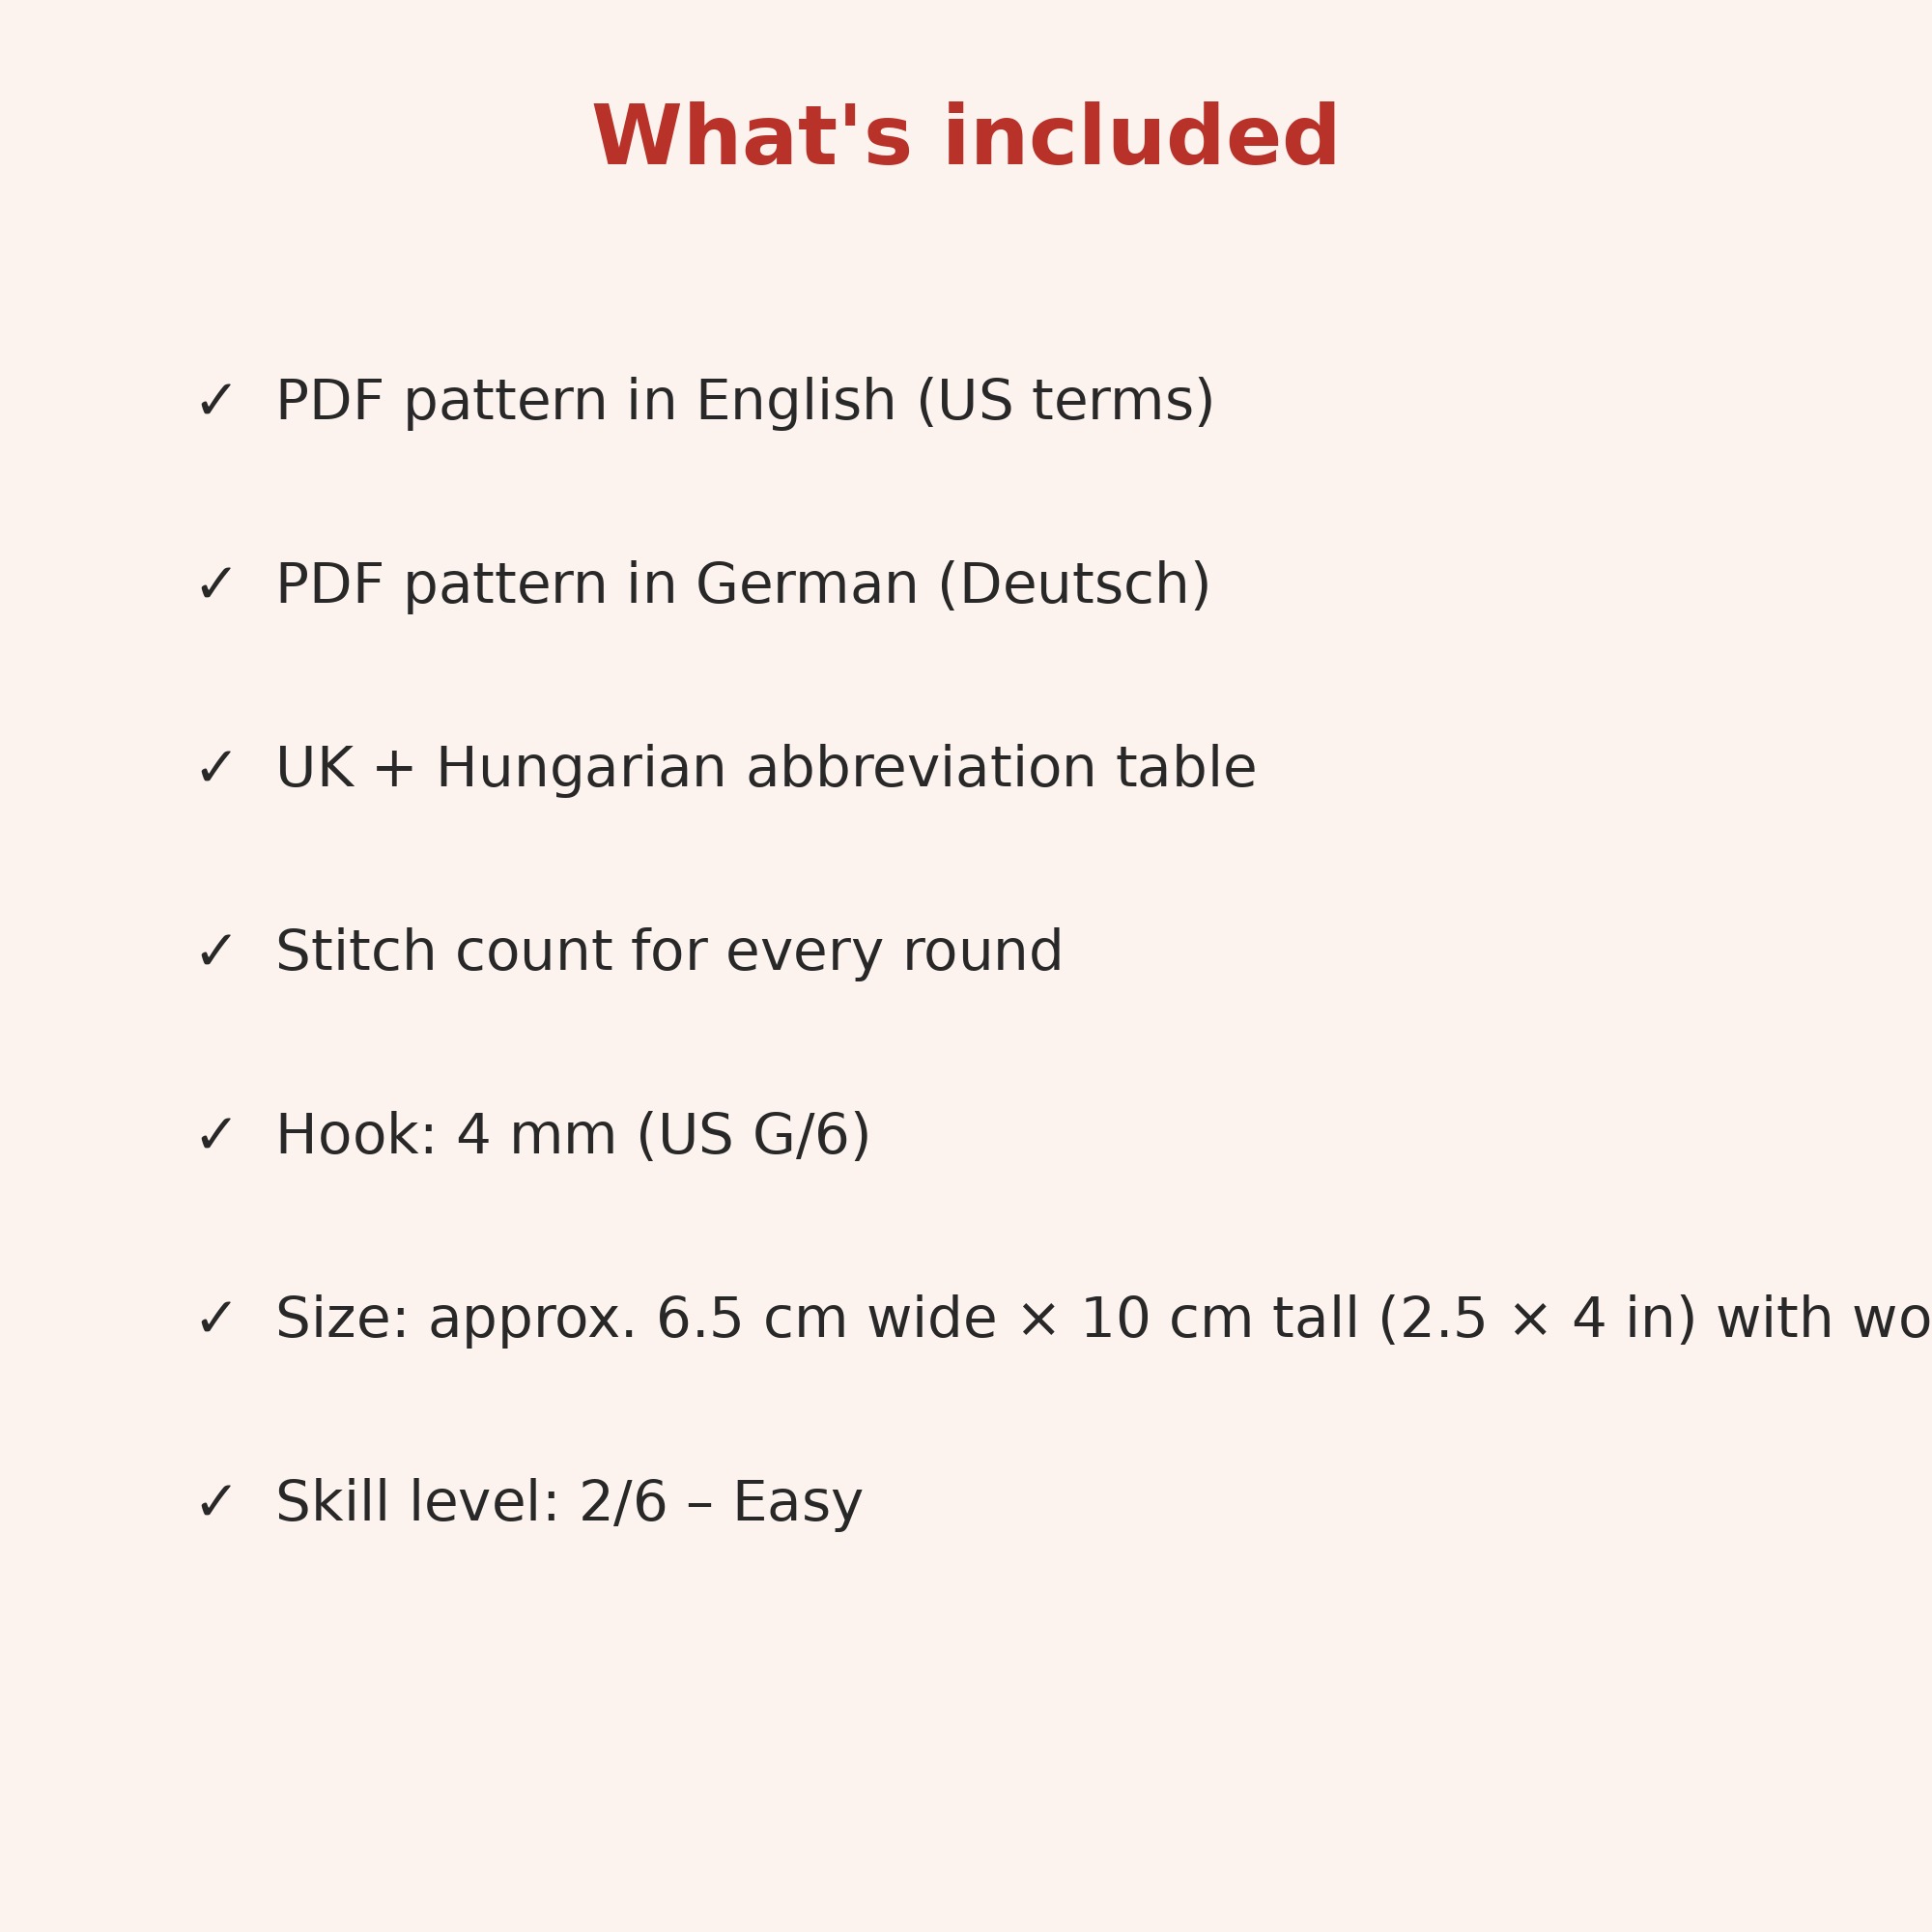 What's included
✓ PDF pattern in English (US terms)
✓ PDF pattern in German (Deutsch)
✓ UK + Hungarian abbreviation table
✓ Stitch count for every round
✓ Hook: 4 mm (US G/6)
✓ Size: approx. 6.5 cm wide × 10 cm tall (2.5 × 4 in) with
✓ Skill level: 2/6 – Easy